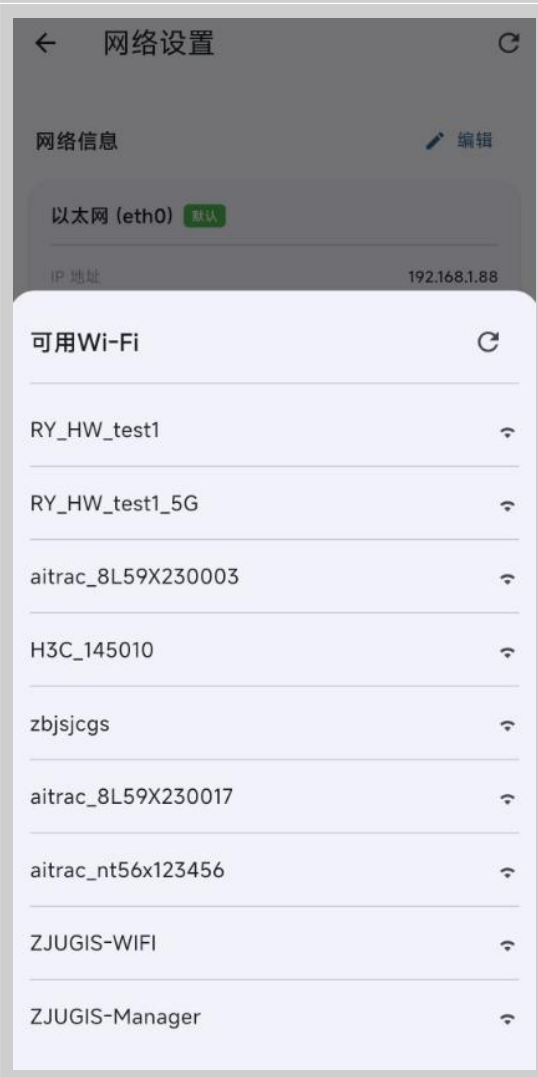 网络设置
网络信息 编辑
以太网 (eth0) 默认
IP 地址 192.168.1.88
可用Wi-Fi
RY_HW_test1
RY_HW_test1_5G
aitrac_8L59X230003
H3C_145010
zbjsjcgs
aitrac_8L59X230017
aitrac_nt56x123456
ZJUGIS-WIFI
ZJUGIS-Manager